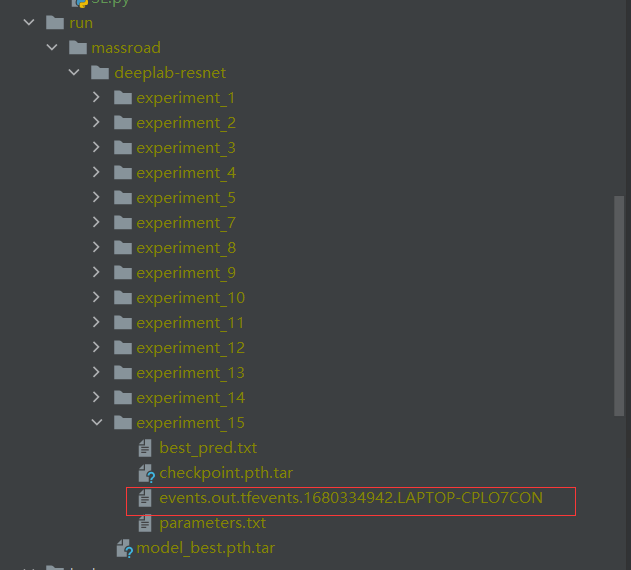 SL.py
run
massroad
deeplab-resnet
experiment_1
experiment_2
experiment_3
experiment_4
experiment_5
experiment_7
experiment_8
experiment_9
experiment_10
experiment_11
experiment_12
experiment_13
experiment_14
experiment_15
best_pred.txt
checkpoint.pth.tar
events.out.tfevents.1680334942.LAPTOP-CPLO7CON
parameters.txt
model_best.pth.tar